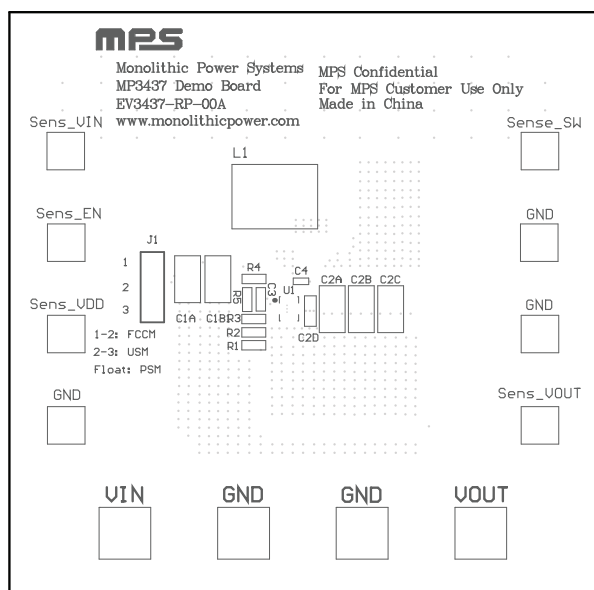 MPS
Monolithic Power Systems
MP3437 Demo Board
EV3437-RP-00A
www.monolithicpower.com
MPS Confidential
For MPS Customer Use Only
Made in China
Sens_VIN
Sense_SW
L1
Sens_EN
GND
J1
1
2
3
R4
C4
C2A
C2B
C2C
R5
C3
U1
C1A
C1B
R3
R2
R1
C2D
Sens_VDD
GND
1-2: FCCM
2-3: USM
Float: PSM
GND
Sens_VOUT
VIN
GND
GND
VOUT